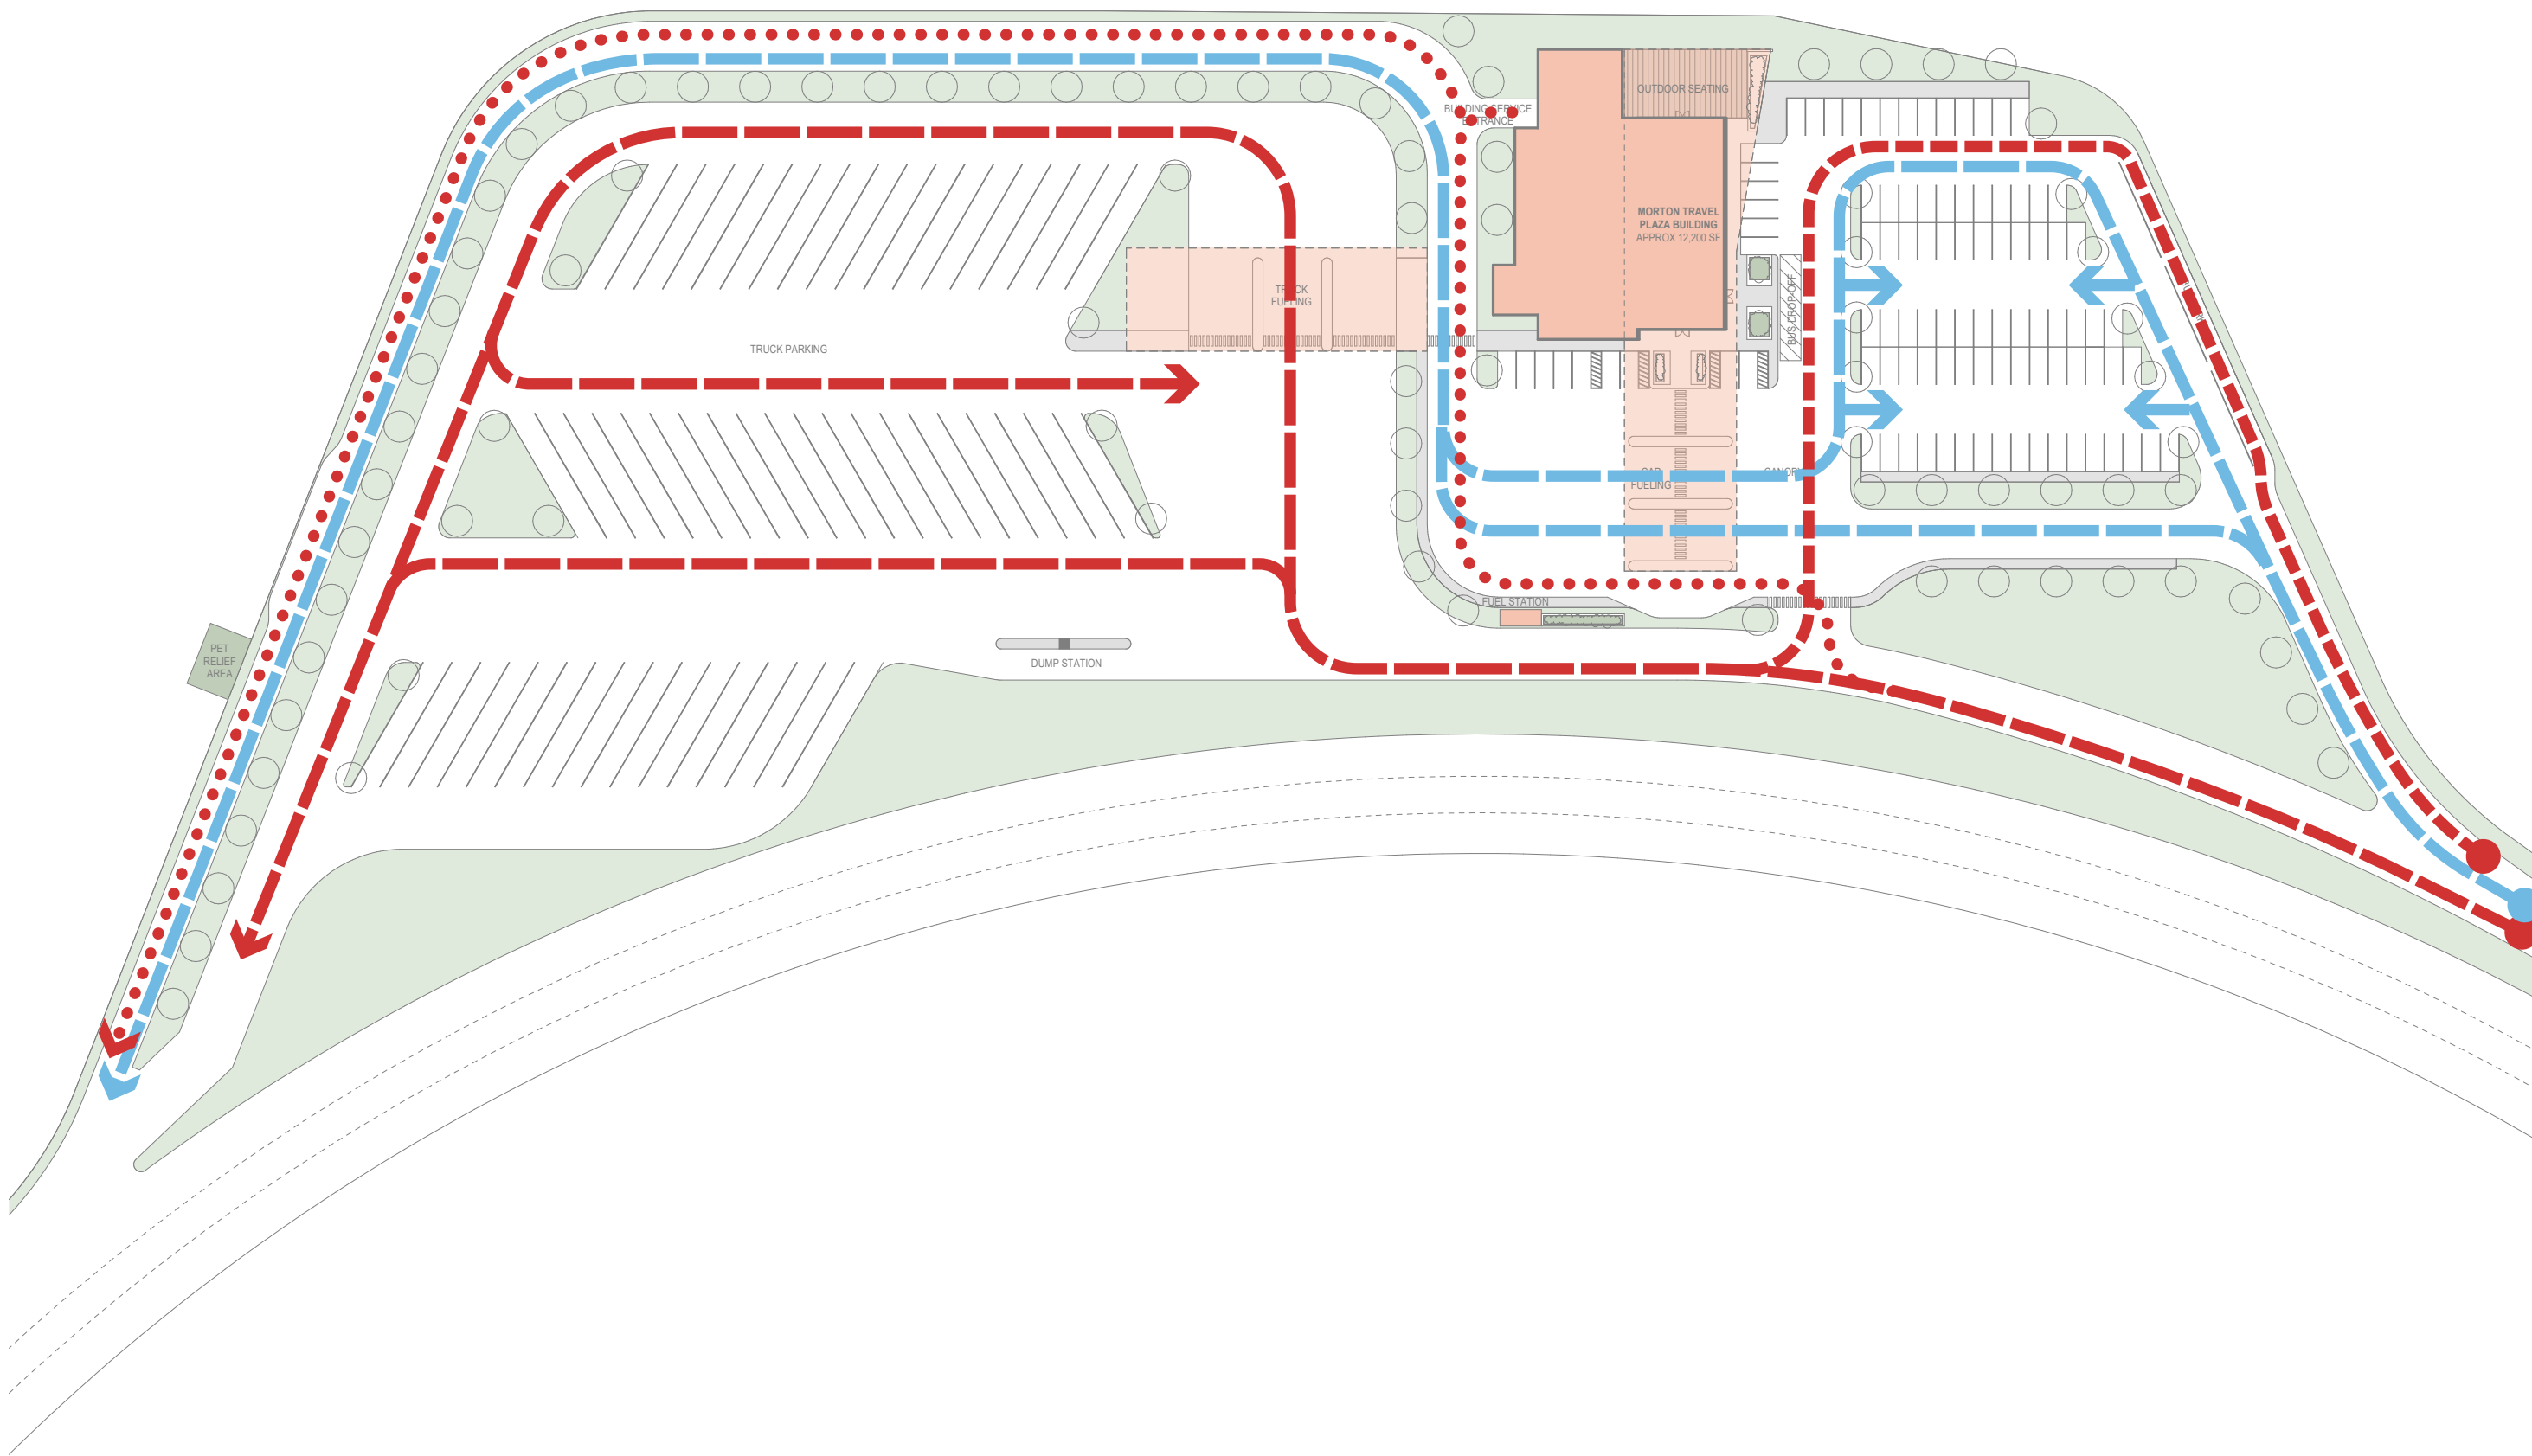 OUTDOOR SEATING
BUILDING SERVICE
ENTRANCE
MORTON TRAVEL
PLAZA BUILDING
APPROX 12,200 SF
TRUCK
FUELING
BUS DROP-OFF
TRUCK PARKING
CAR
FUELING
CANOPY
FUEL STATION
PET
RELIEF
AREA
DUMP STATION